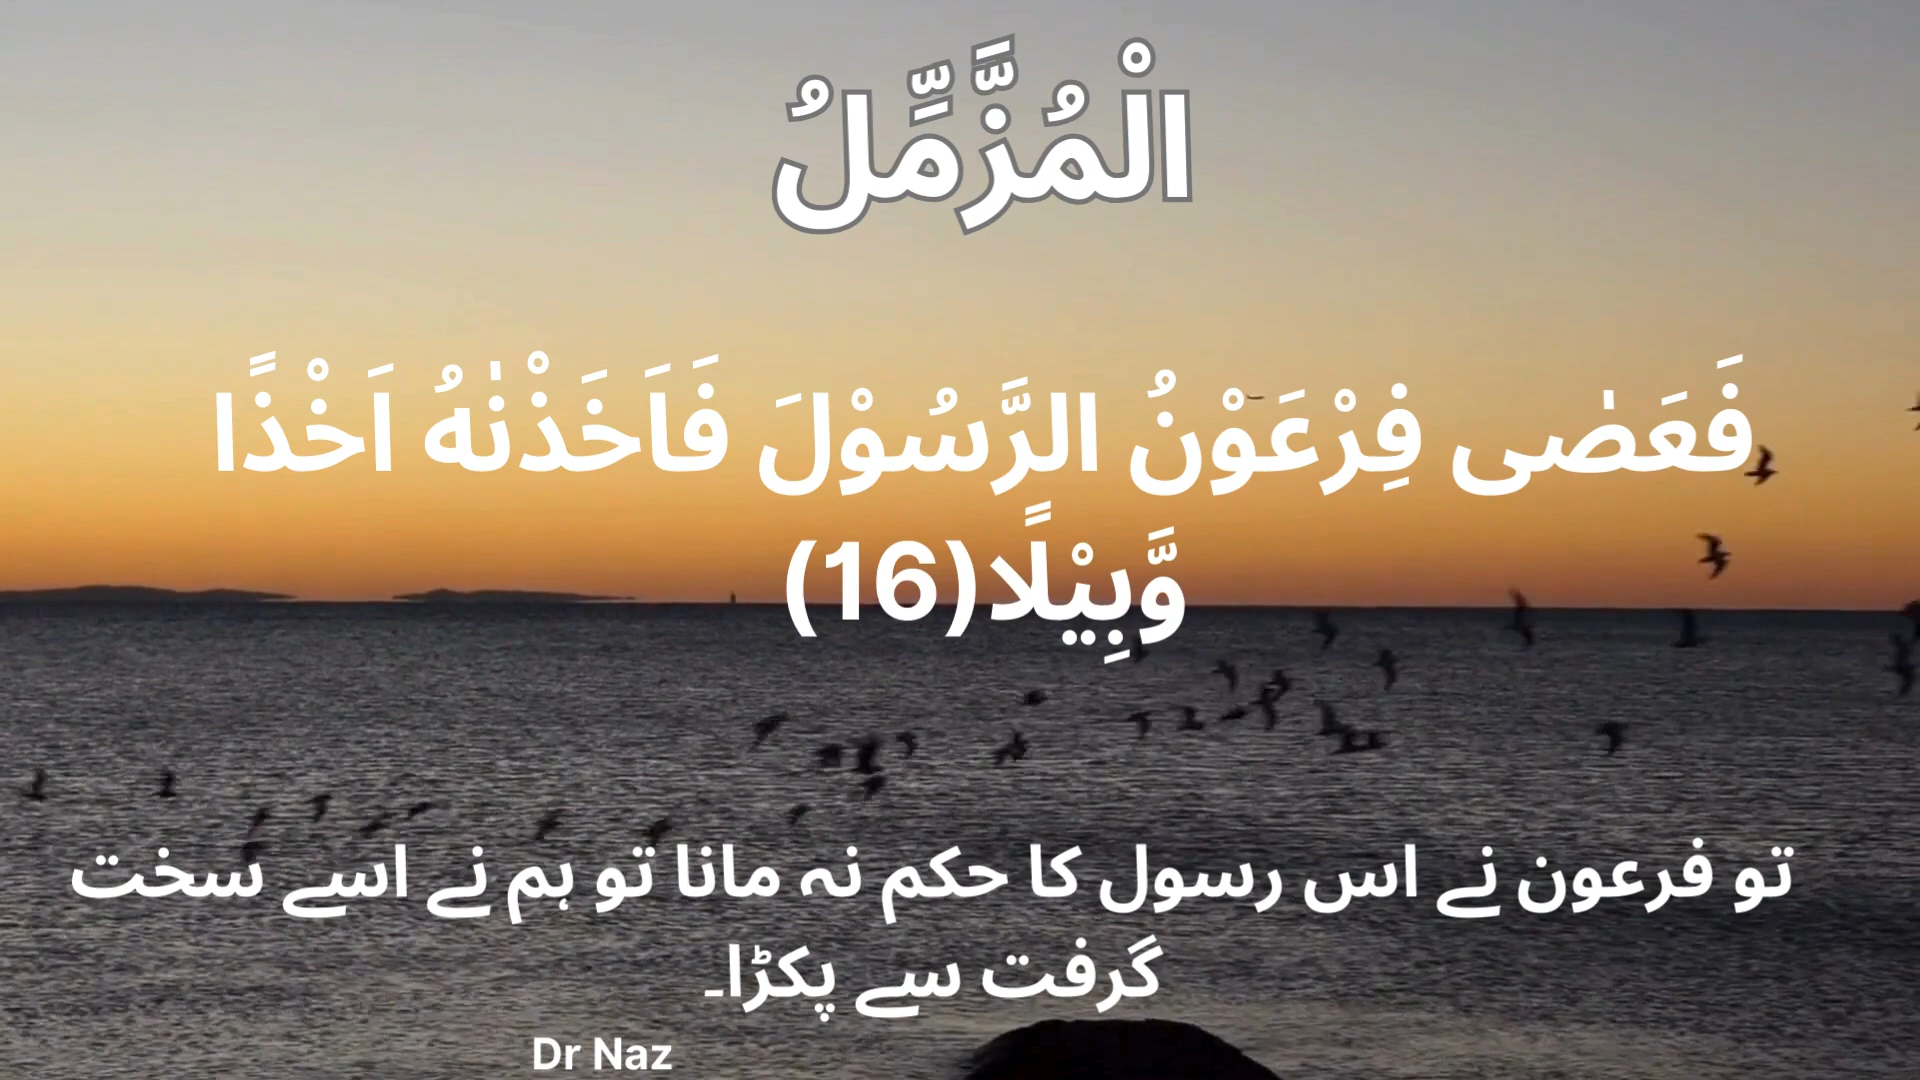 الْمُزَّمِّلُ
فَعَصٰى فِرْعَوْنُ الرَّسُوْلَ فَاَخَذْنٰهُ اَخْذًا
وَّبِیْلًا(16)
تو فرعون نے اس رسول کا حکم نہ مانا تو ہم نے اسے سخت
گرفت سے پکڑا۔
Dr Naz